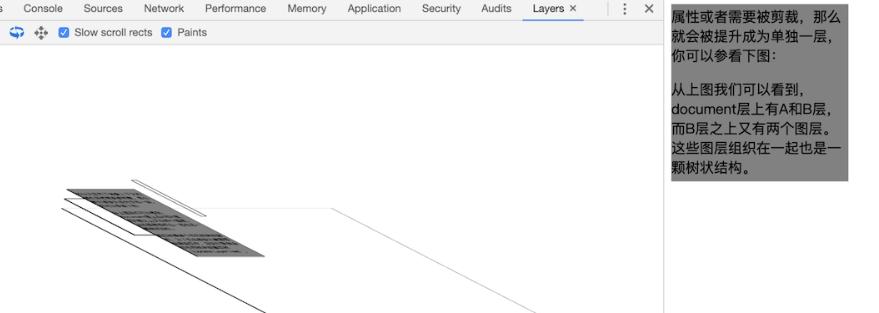 Console Sources Network Performance Memory Application Security Audits Layers ×
Slow scroll rects Paints
属性或者需要被剪裁，那么
就会被提升成为单独一层，
你可以参看下图：
从上图我们可以看到，
document层上有A和B层，
而B层之上又有两个图层。
这些图层组织在一起也是一
颗树状结构。